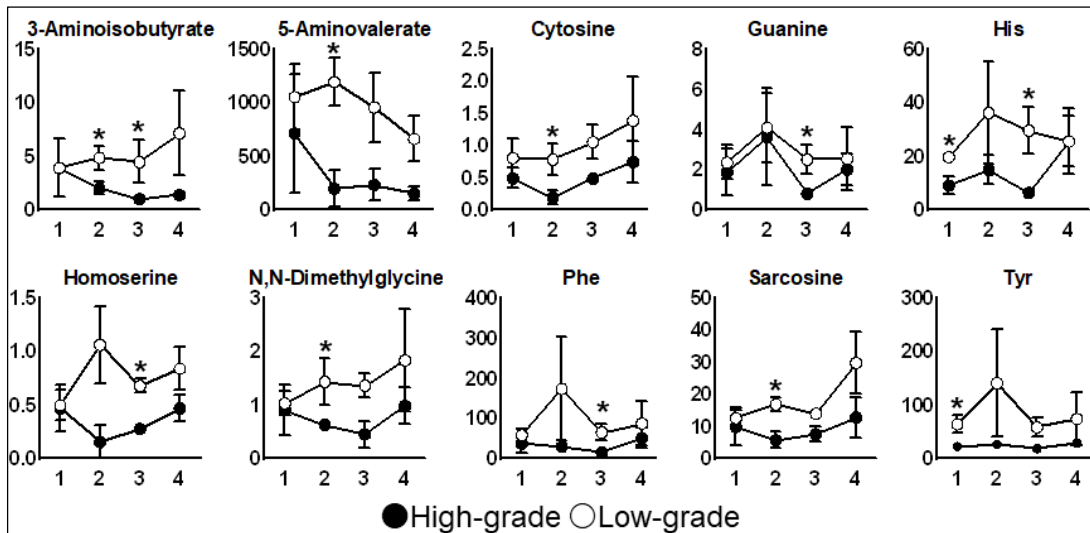 3-Aminoisobutyrate 5-Aminovalerate Cytosine Guanine His
15 1500 2.5 8 60
10 1000 2.0 6 40
5 500 1.5 4 20
0 0 1.0 2 0
0.5 0
0.0
* * * * * * *
1 2 3 4 1 2 3 4 1 2 3 4 1 2 3 4 1 2 3 4
Homoserine N,N-Dimethylglycine Phe Sarcosine Tyr
1.5 3 400 50 300
1.0 2 300 40 200
0.5 1 200 30 100
0.0 0 100 20 0
0 10
0
* * * * *
1 2 3 4 1 2 3 4 1 2 3 4 1 2 3 4 1 2 3 4
High-grade Low-grade